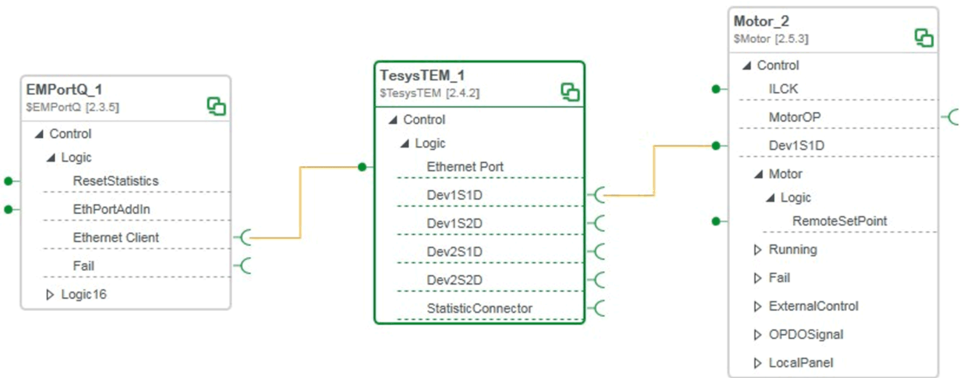 EMPortQ_1
$EMPortQ [2.3.5]
Control
Logic
ResetStatistics
EthPortAddIn
Ethernet Client
Fail
Logic16
TesysTEM_1
$TesysTEM [2.4.2]
Control
Logic
Ethernet Port
Dev1S1D
Dev1S2D
Dev2S1D
Dev2S2D
StatisticConnector
Motor_2
$Motor [2.5.3]
Control
ILCK
MotorOP
Dev1S1D
Motor
Logic
RemoteSetPoint
Running
Fail
ExternalControl
OPDOSignal
LocalPanel